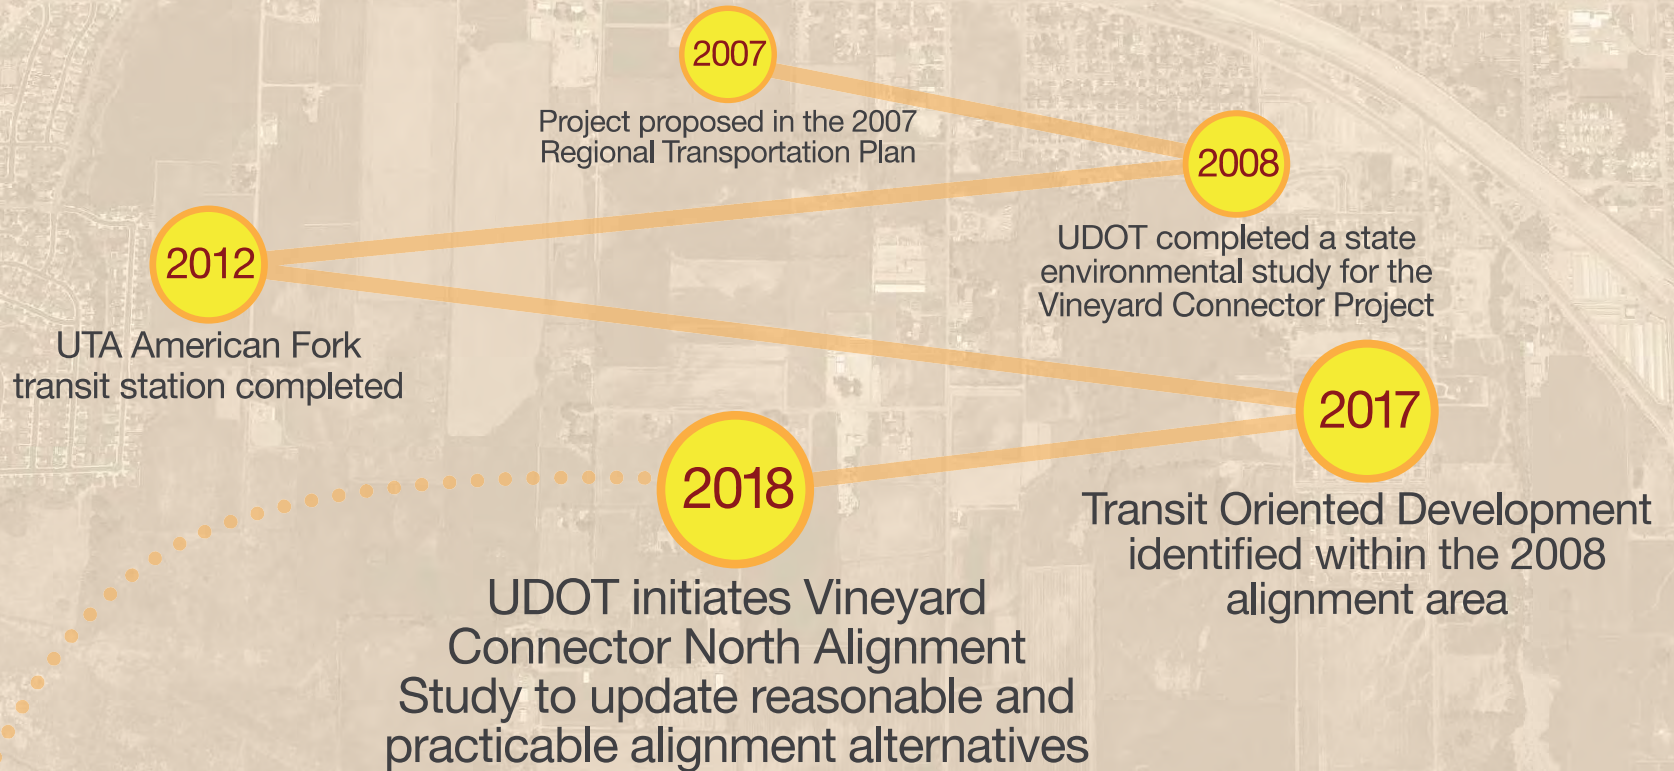 2007
Project proposed in the 2007
Regional Transportation Plan
2008
UDOT completed a state
environmental study for the
Vineyard Connector Project
2012
UTA American Fork
transit station completed
2017
Transit Oriented Development
identified within the 2008
alignment area
2018
UDOT initiates Vineyard
Connector North Alignment
Study to update reasonable and
practicable alignment alternatives